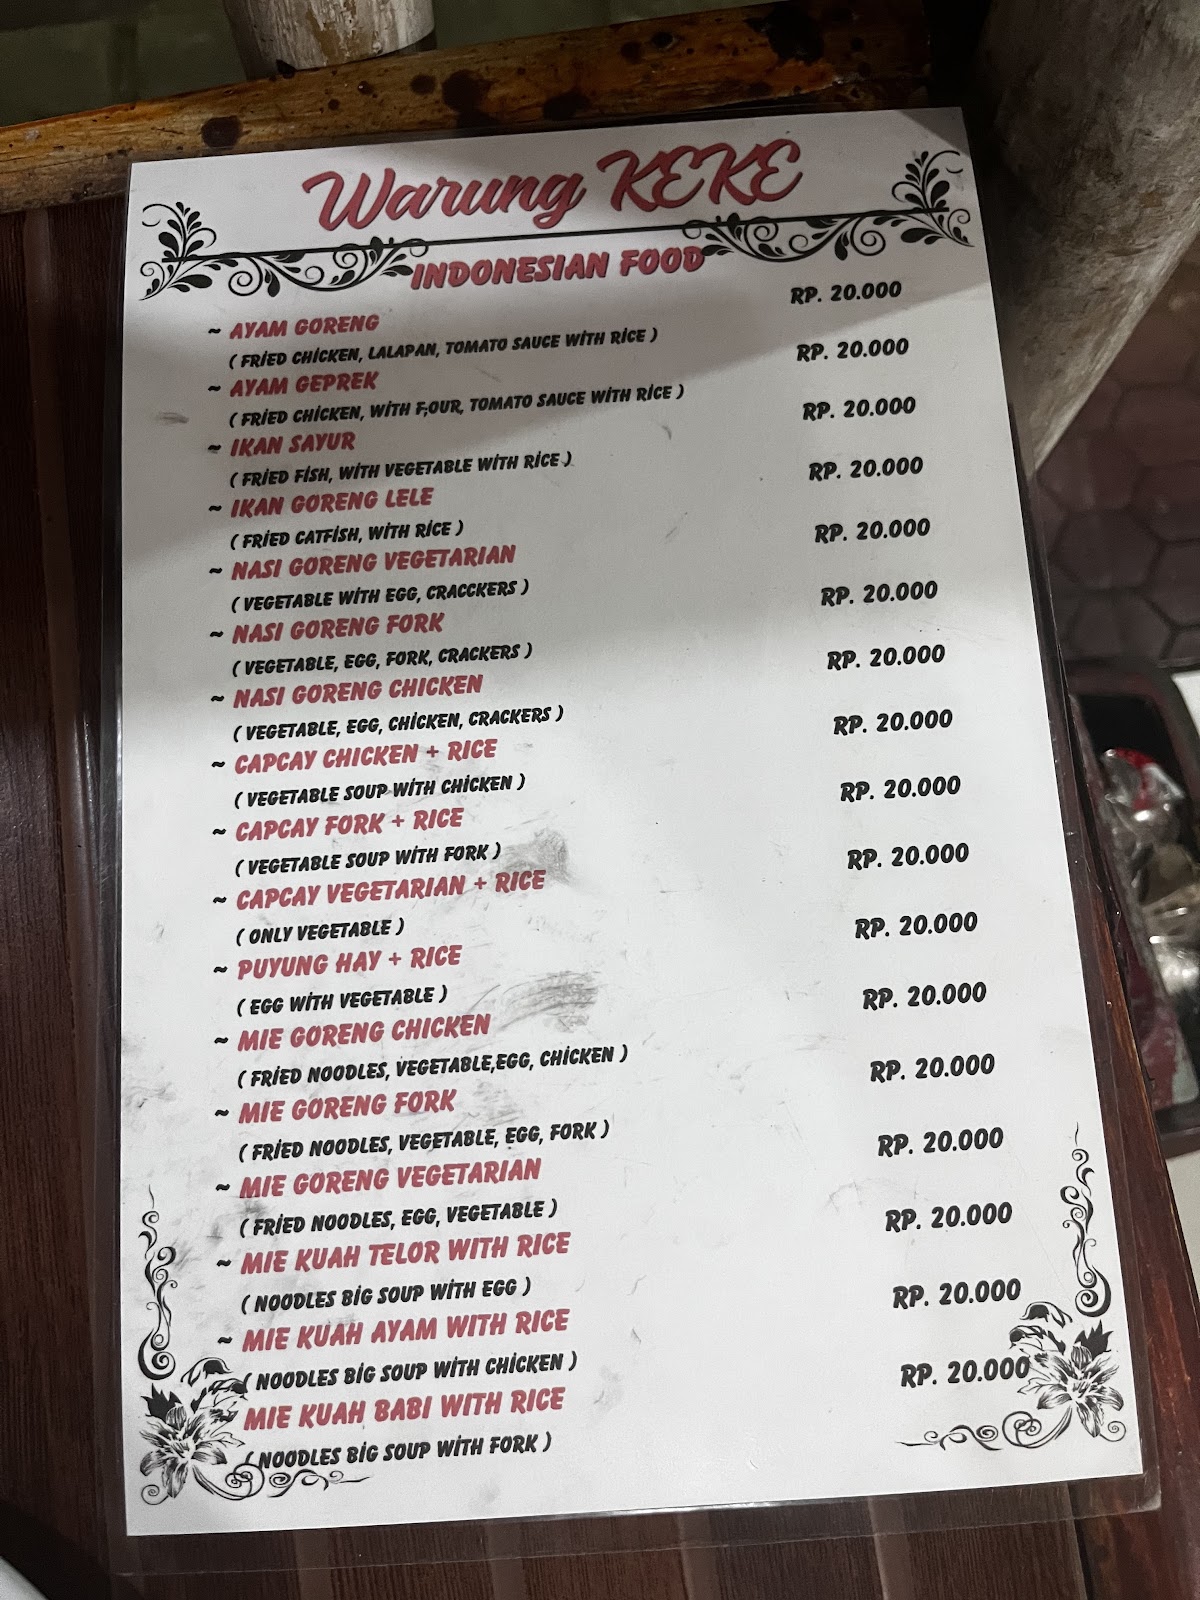 Warung KEKE
INDONESIAN FOOD
~ AYAM GORENG RP. 20.000
( FRIED CHICKEN, LALAPAN, TOMATO SAUCE WITH RICE )
~ AYAM GEPREK RP. 20.000
( FRIED CHICKEN, WITH F;OUR, TOMATO SAUCE WITH RICE )
~ IKAN SAYUR RP. 20.000
( FRIED FISH, WITH VEGETABLE WITH RICE )
~ IKAN GORENG LELE RP. 20.000
( FRIED CATFISH, WITH RICE )
~ NASI GORENG VEGETARIAN RP. 20.000
( VEGETABLE WITH EGG, CRACCKERS )
~ NASI GORENG FORK RP. 20.000
( VEGETABLE, EGG, FORK, CRACKERS )
~ NASI GORENG CHICKEN RP. 20.000
( VEGETABLE, EGG, CHICKEN, CRACKERS )
~ CAPCAY CHICKEN + RICE RP. 20.000
( VEGETABLE SOUP WITH CHICKEN )
~ CAPCAY FORK + RICE RP. 20.000
( VEGETABLE SOUP WITH FORK )
~ CAPCAY VEGETARIAN + RICE RP. 20.000
( ONLY VEGETABLE )
~ PUYUNG HAY + RICE RP. 20.000
( EGG WITH VEGETABLE )
~ MIE GORENG CHICKEN RP. 20.000
( FRIED NOODLES, VEGETABLE,EGG, CHICKEN )
~ MIE GORENG FORK RP. 20.000
( FRIED NOODLES, VEGETABLE, EGG, FORK )
~ MIE GORENG VEGETARIAN RP. 20.000
( FRIED NOODLES, EGG, VEGETABLE )
~ MIE KUAH TELOR WITH RICE RP. 20.000
( NOODLES BIG SOUP WITH EGG )
~ MIE KUAH AYAM WITH RICE RP. 20.000
( NOODLES BIG SOUP WITH CHICKEN )
MIE KUAH BABI WITH RICE RP. 20.000
( NOODLES BIG SOUP WITH FORK )